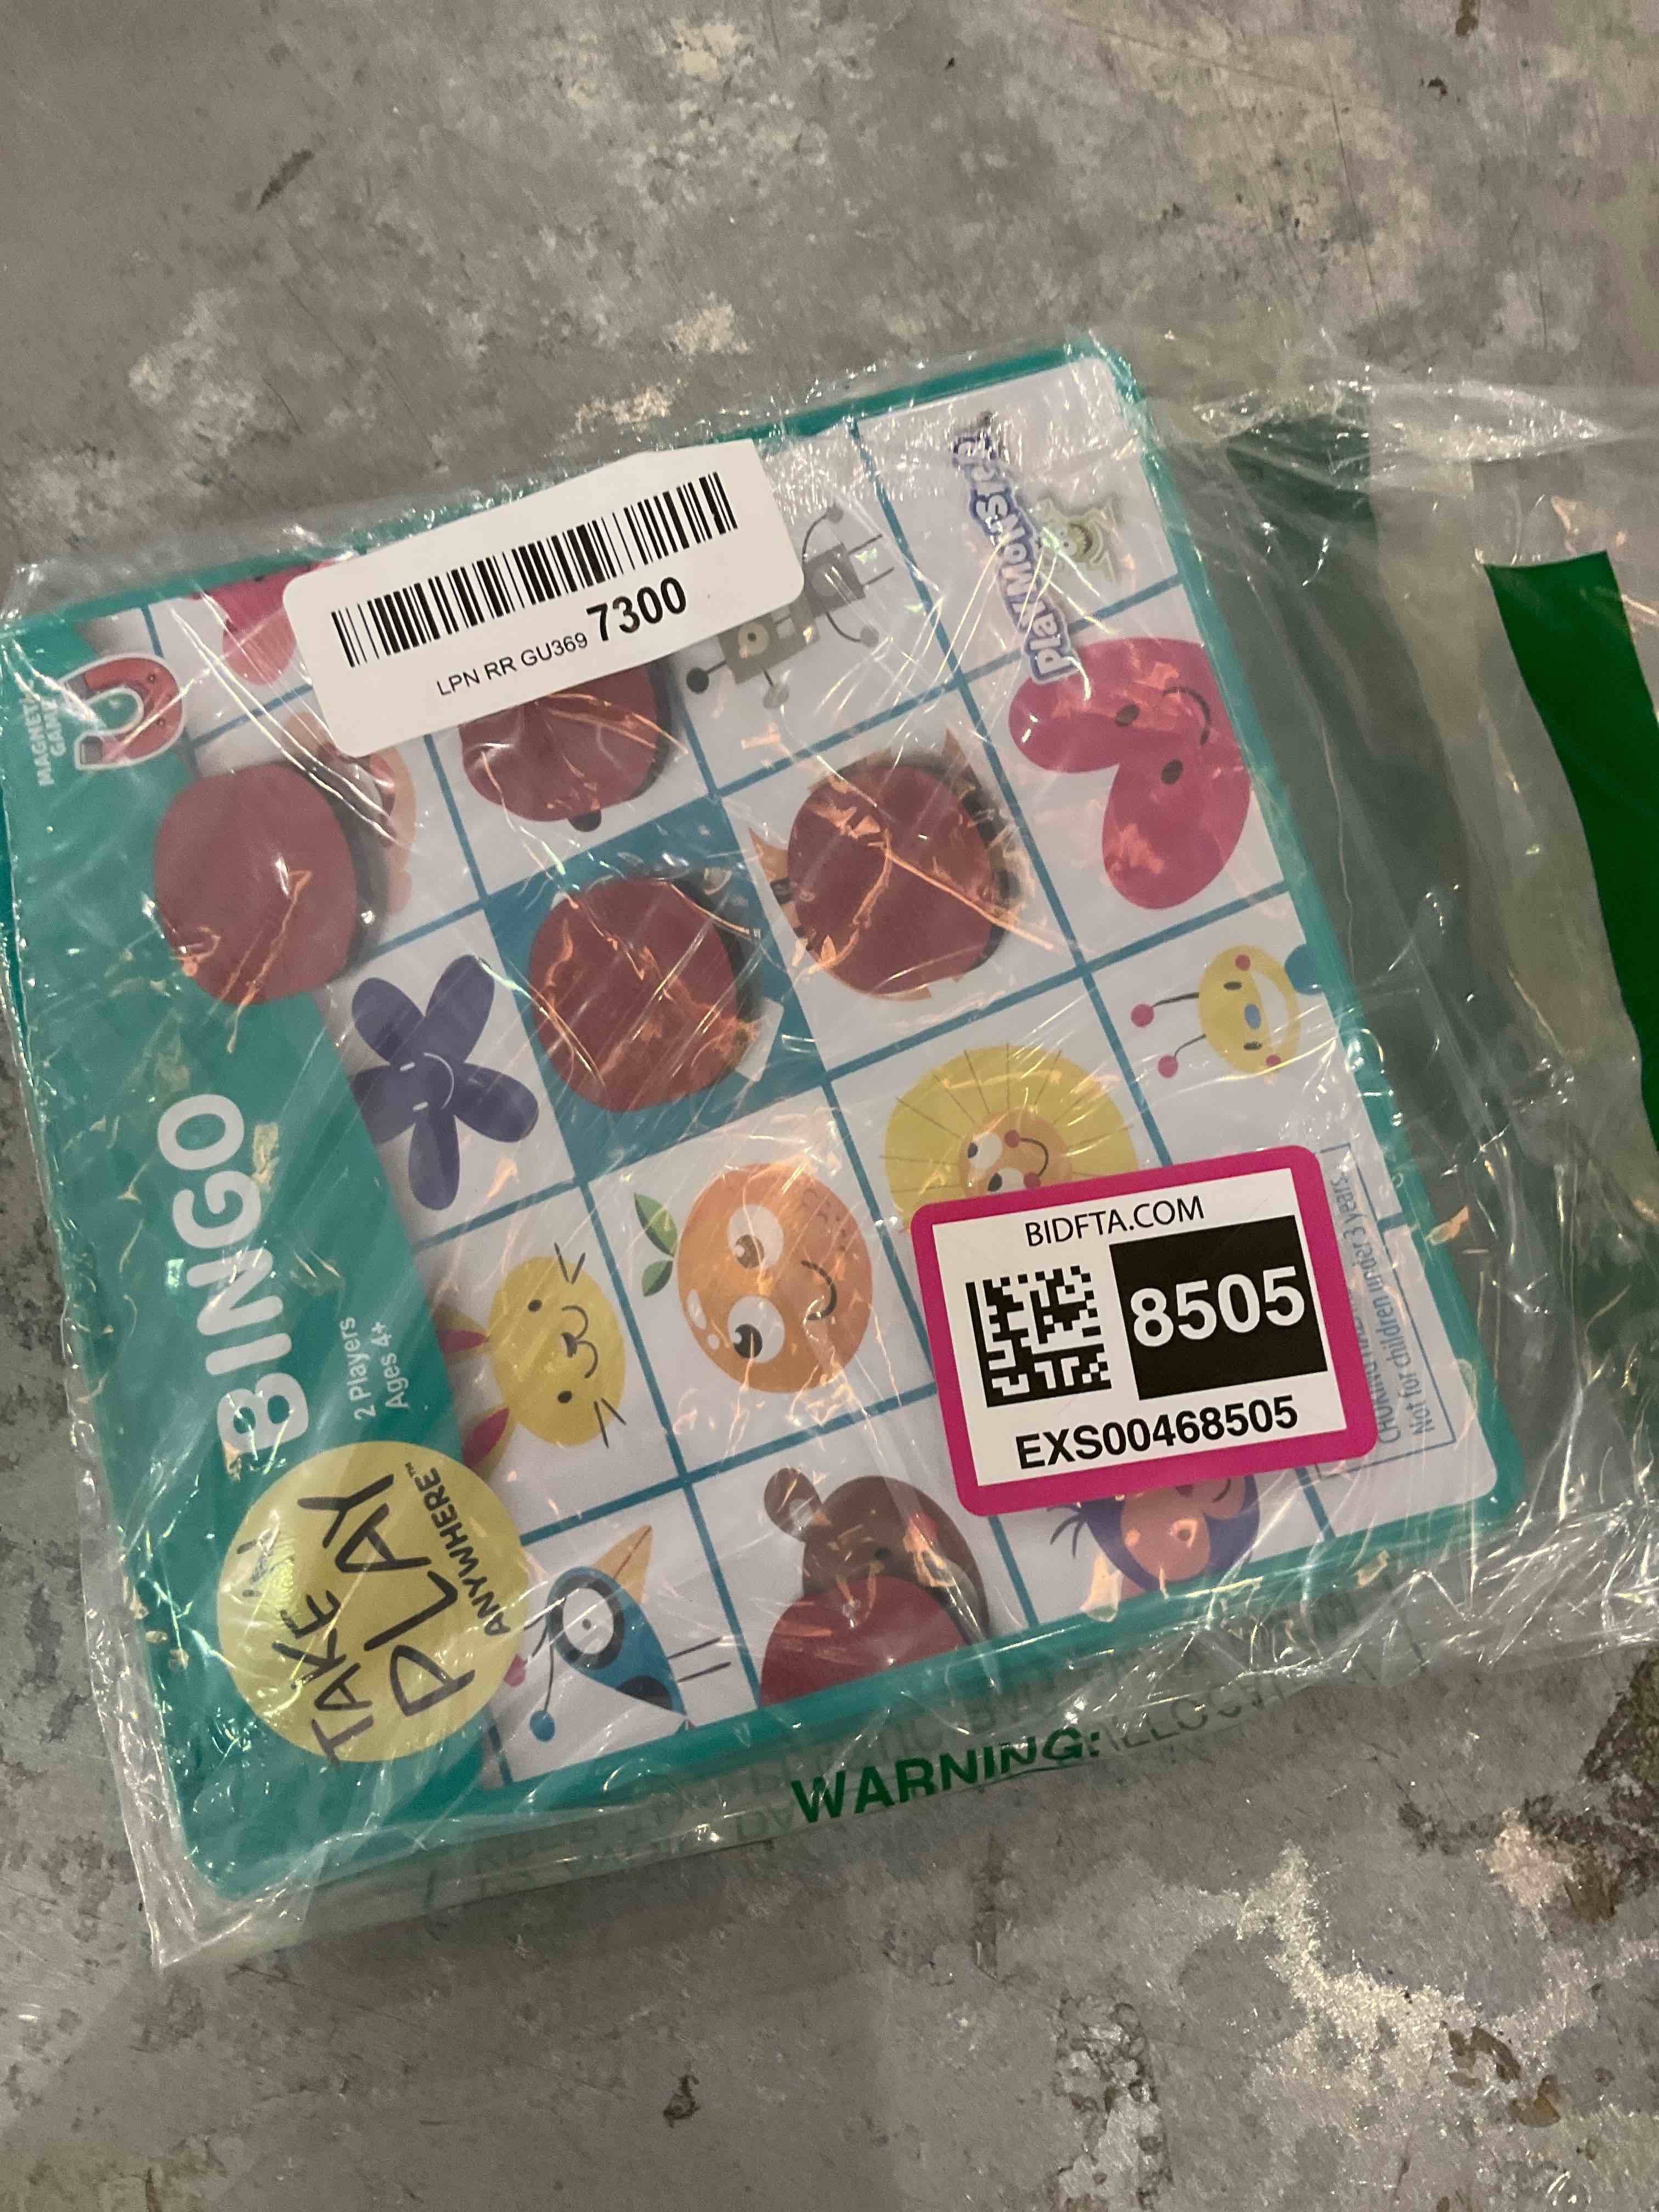 LPN RR GU369 7300
PLAYMONSTER
MAGNETIC
GAME
BINGO
2 Players
Ages 4+
TAKE 'N'
PLAY
ANYWHERE™
BIDFTA.COM
8505
EXS00468505
Not for children under 3 years.
WARNING: